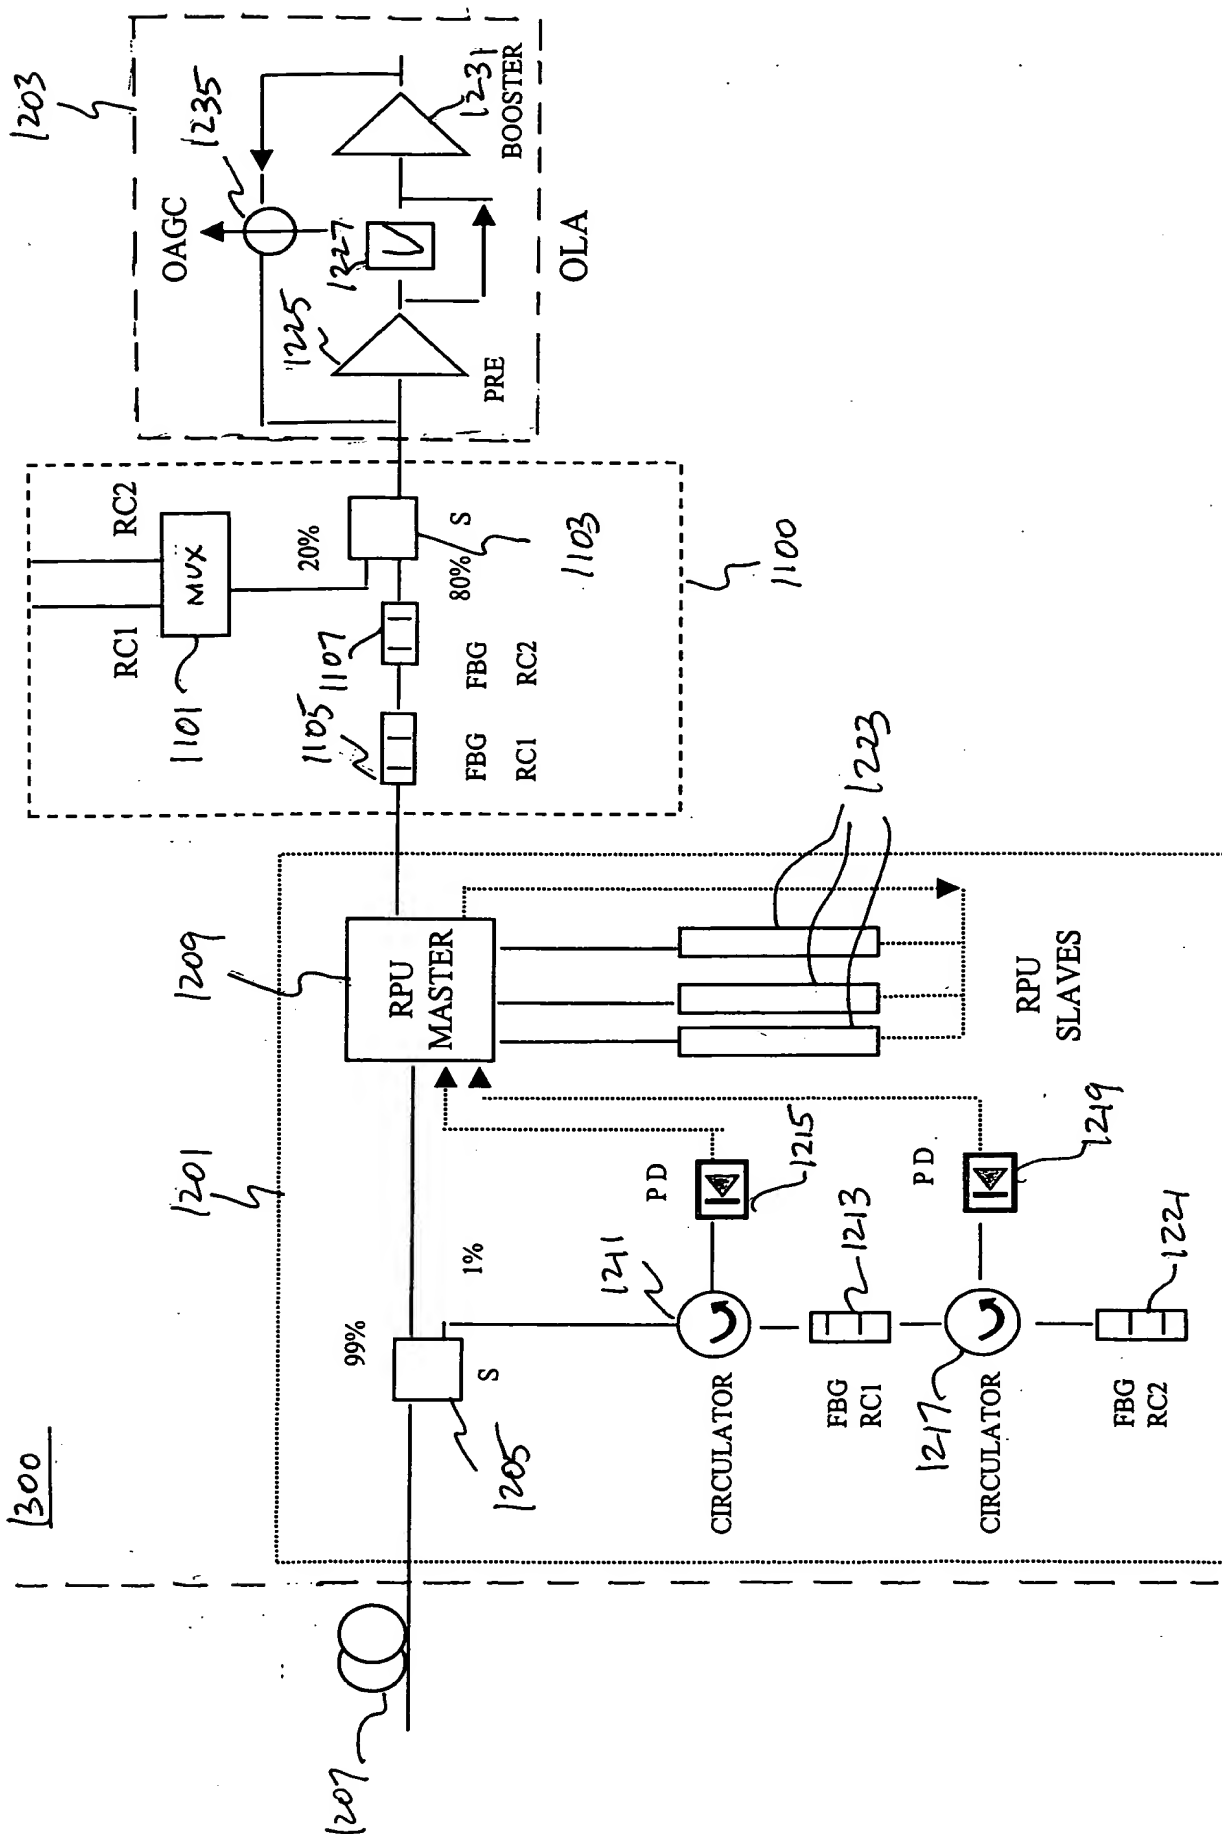 1300
1207
1201
99%
1%
S
1205
1209
RPU
MASTER
1211
CIRCULATOR
P D
1215
FBG
RC1
1213
1217
CIRCULATOR
P D
1219
FBG
RC2
1221
RPU
SLAVES
1223
RC1
RC2
MUX
1101
1105
1107
FBG
RC1
FBG
RC2
20%
80%
S
1103
1100
1203
OAGC
1235
1225
1227
1231
PRE
BOOSTER
OLA